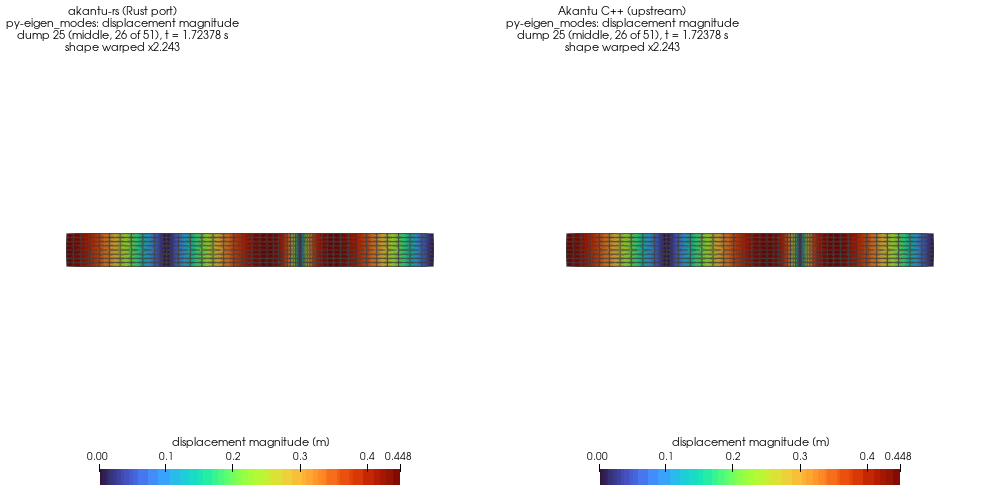 akantu-rs (Rust port)
py-eigen_modes: displacement magnitude
dump 25 (middle, 26 of 51), t = 1.72378 s
shape warped x2.243
Akantu C++ (upstream)
py-eigen_modes: displacement magnitude
dump 25 (middle, 26 of 51), t = 1.72378 s
shape warped x2.243
displacement magnitude (m)
0.00 0.1 0.2 0.3 0.4 0.448
displacement magnitude (m)
0.00 0.1 0.2 0.3 0.4 0.448